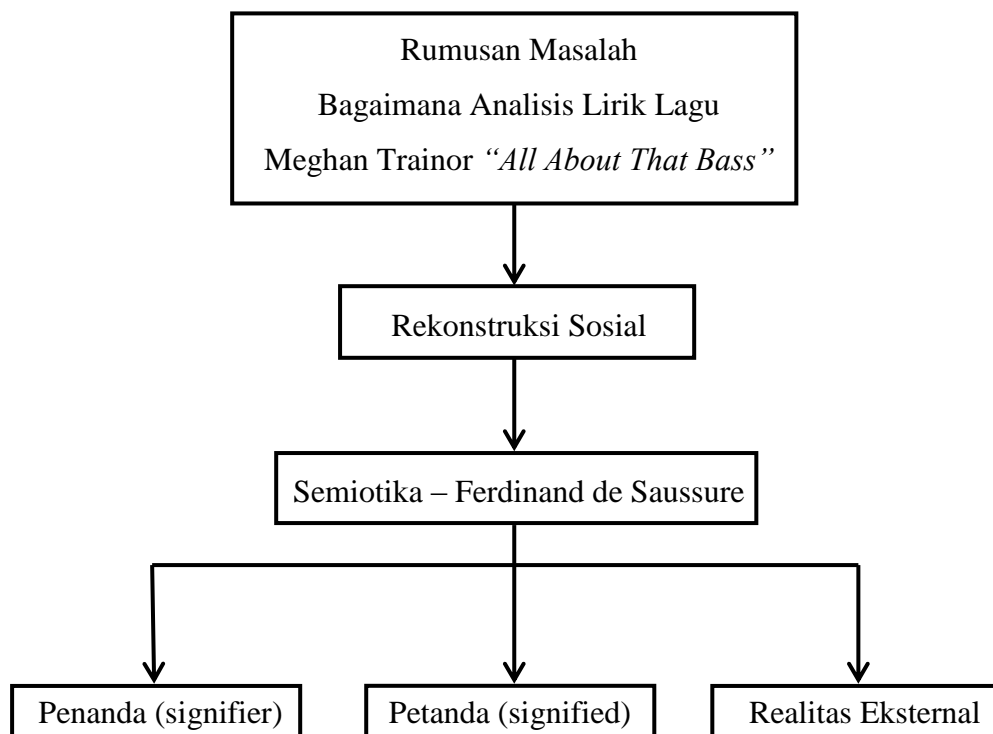 Rumusan Masalah
Bagaimana Analisis Lirik Lagu
Meghan Trainor “All About That Bass”
Rekonstruksi Sosial
Semiotika – Ferdinand de Saussure
Penanda (signifier)
Petanda (signified)
Realitas Eksternal